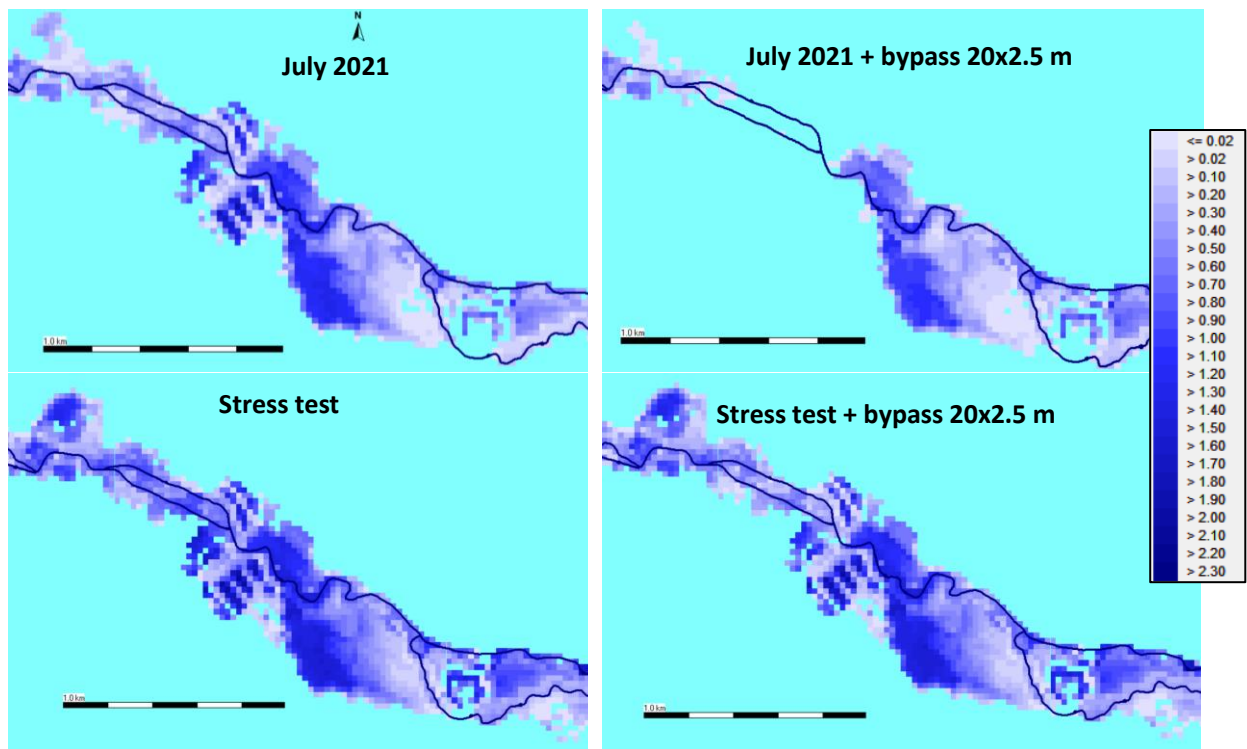 N
July 2021
July 2021 + bypass 20x2.5 m
<= 0.02
> 0.02
> 0.10
> 0.20
> 0.30
> 0.40
> 0.50
> 0.60
> 0.70
> 0.80
> 0.90
> 1.00
> 1.10
> 1.20
> 1.30
> 1.40
> 1.50
> 1.60
> 1.70
> 1.80
> 1.90
> 2.00
> 2.10
> 2.20
> 2.30
1.0 km
1.0 km
Stress test
Stress test + bypass 20x2.5 m
1.0 km
1.0 km